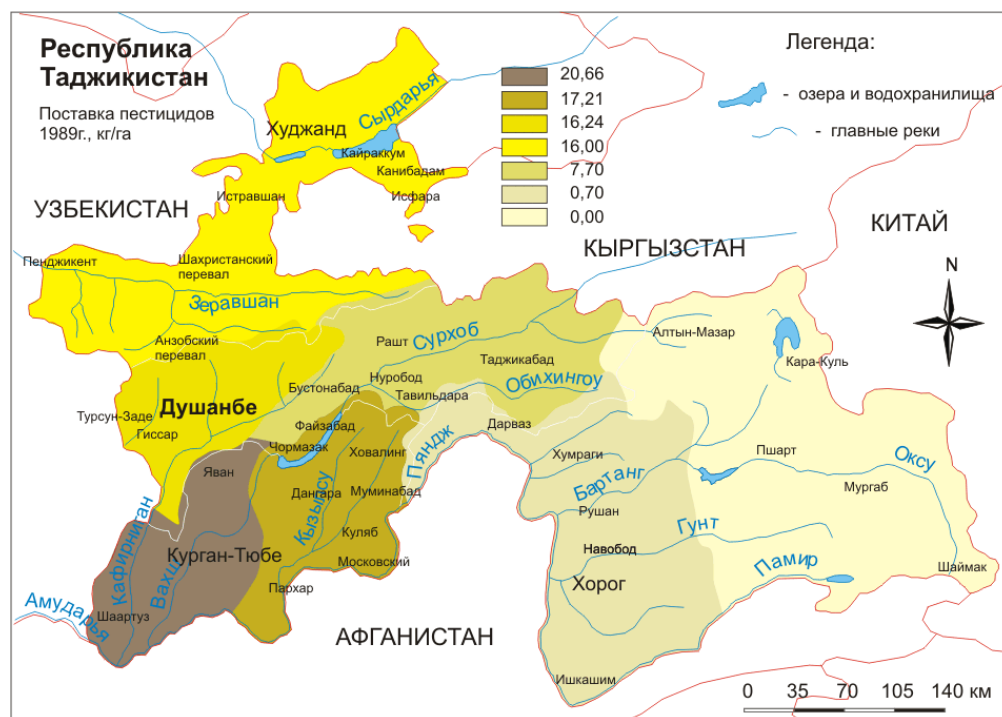 Республика
Таджикистан
Поставка пестицидов
1989г., кг/га
20,66
17,21
16,24
16,00
7,70
0,70
0,00
Легенда:
- озера и водохранилища
- главные реки
Сырдарья
Худжанд
Кайраккум
Канибадам
Исфара
Истравшан
УЗБЕКИСТАН
КЫРГЫЗСТАН
КИТАЙ
N
Пенджикент
Шахристанский
перевал
Зеравшан
Анзобский
перевал
Рашт
Сурхоб
Алтын-Мазар
Кара-Куль
Таджикабад
Нуробод
Бустонабад
Тавильдара
Обихингоу
Турсун-Заде
Душанбе
Гиссар
Файзабад
Чормазак
Ховалинг
Пяндж
Дарваз
Хумраги
Пшарт
Оксу
Яван
Дангара
Муминабад
Кызылсу
Бартанг
Мургаб
Рушан
Гунт
Куляб
Московский
Навобод
Кафирниган
Вахш
Курган-Тюбе
Пархар
Хорог
Памир
Шаймак
Шаартуз
Амударья
АФГАНИСТАН
Ишкашим
0 35 70 105 140 км